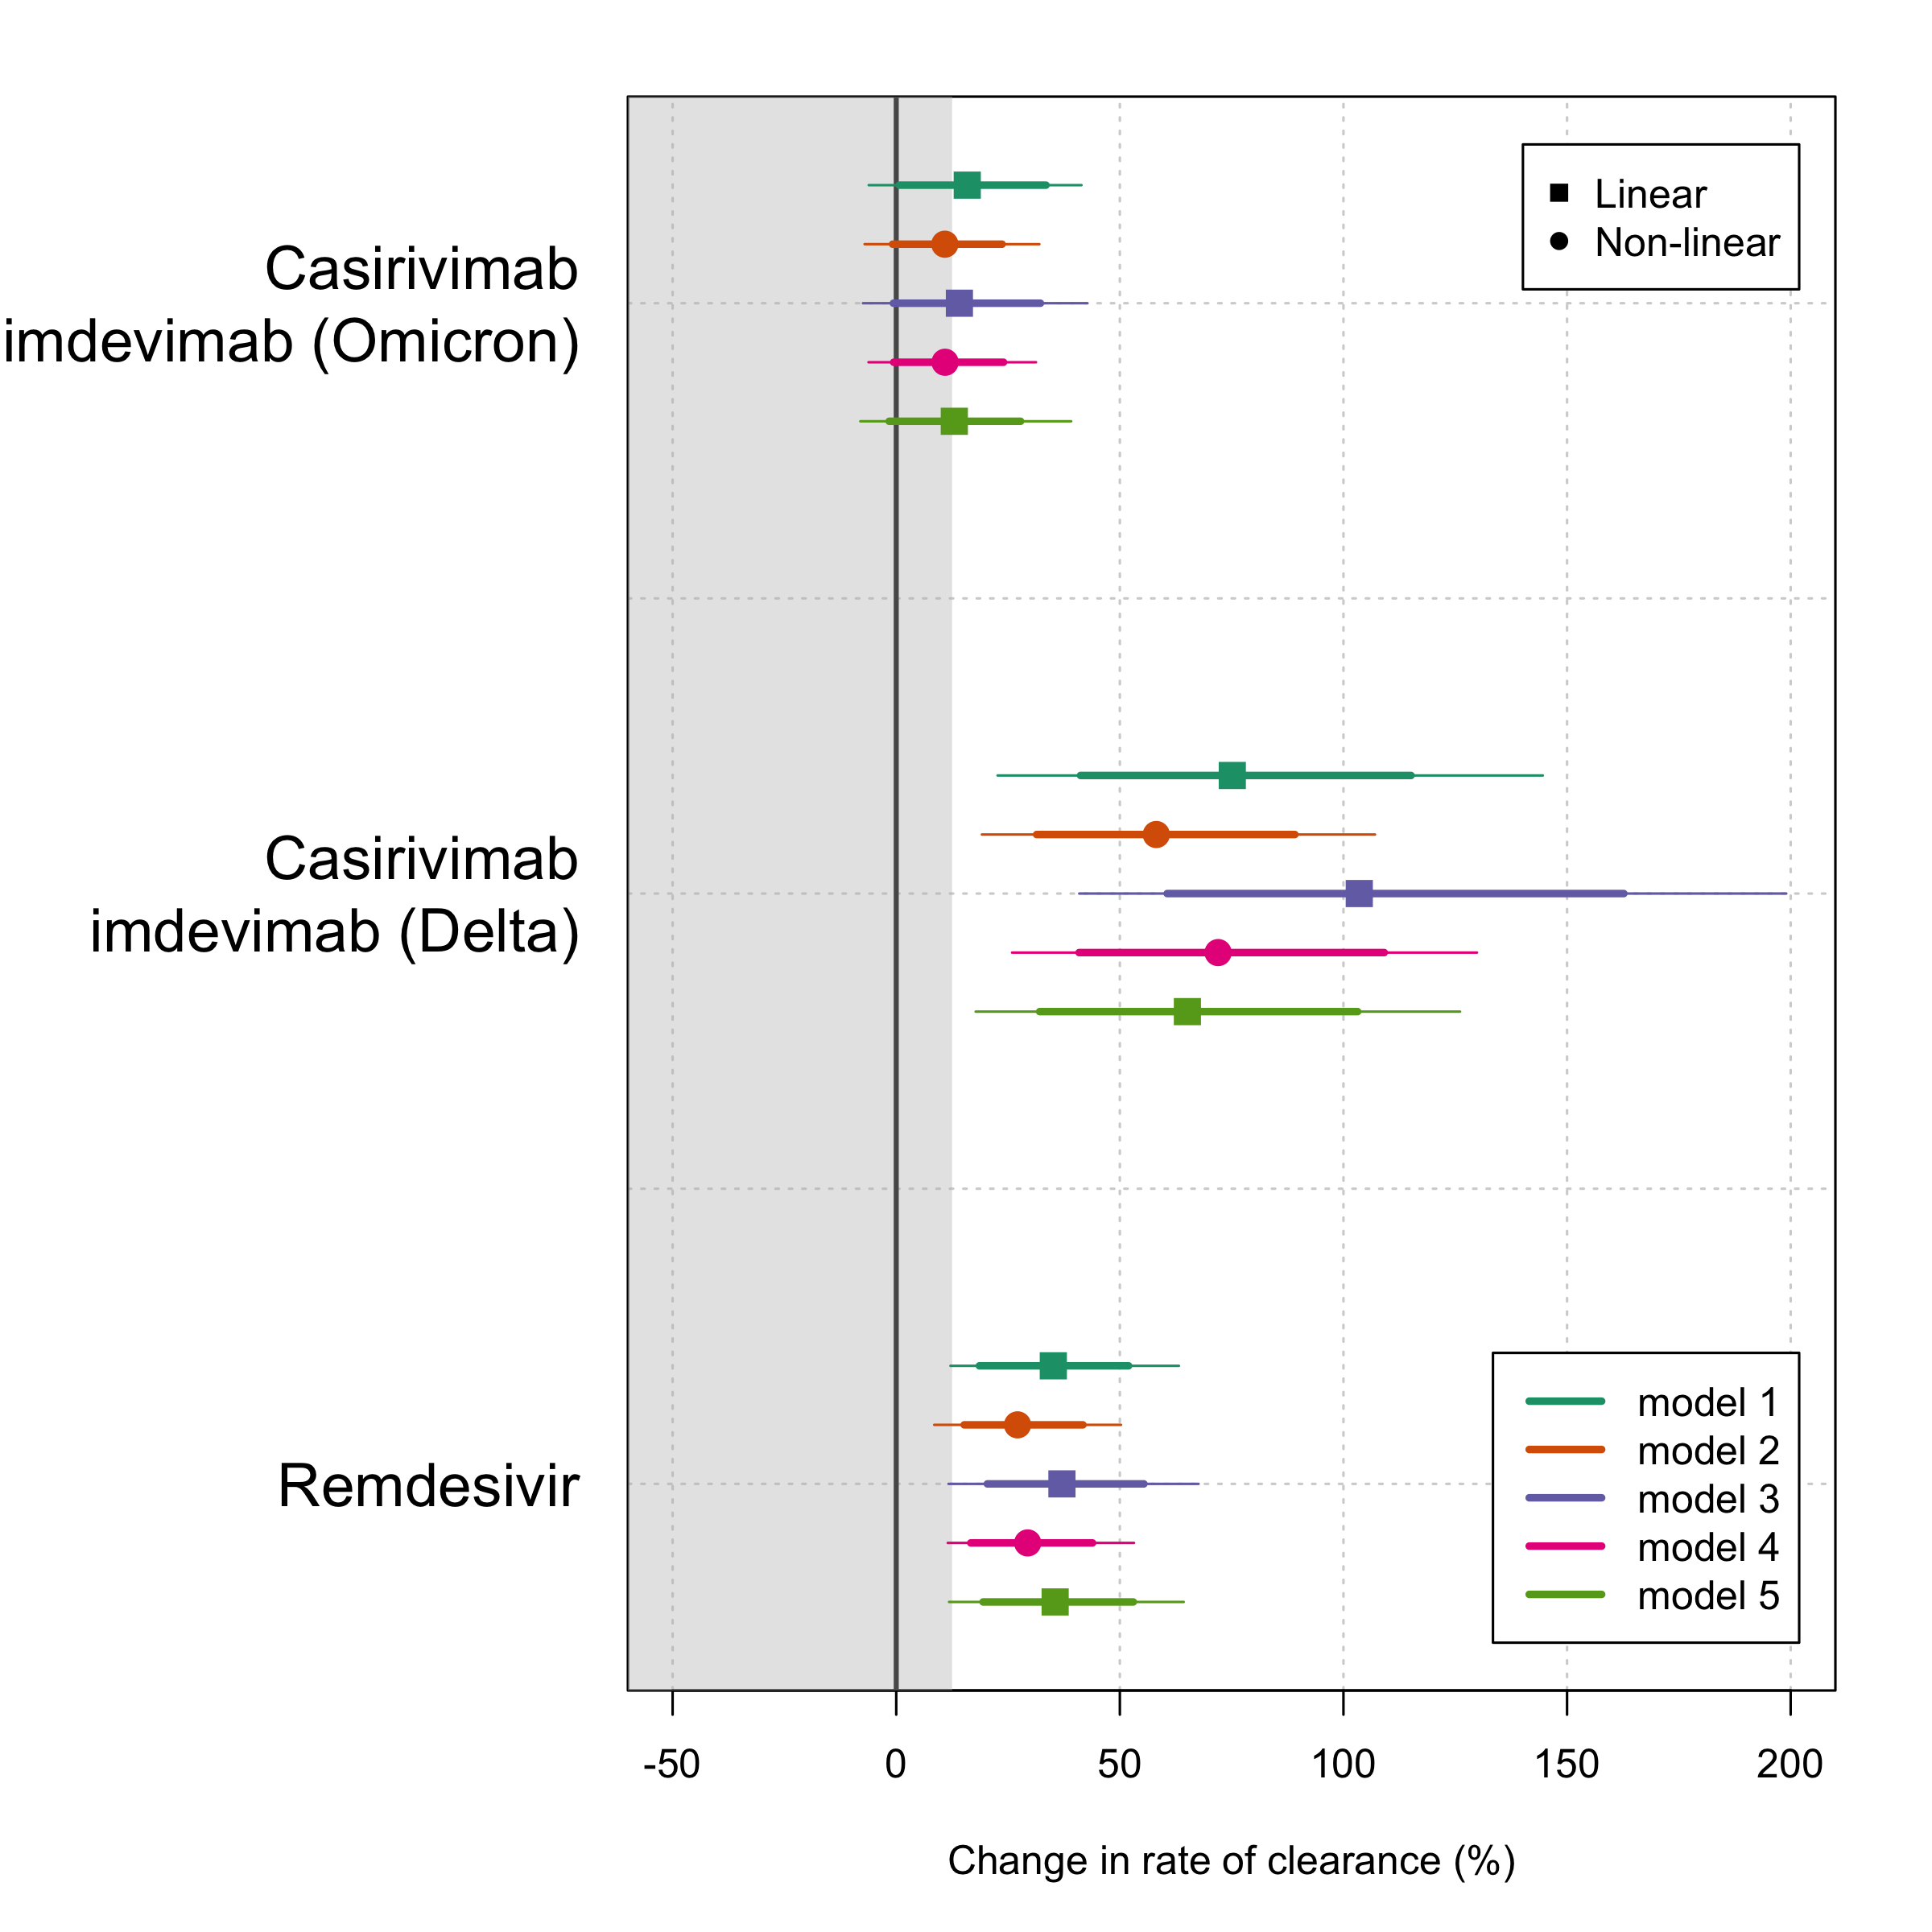 Linear
Non-linear
Casirivimab
imdevimab (Omicron)
Casirivimab
imdevimab (Delta)
Remdesivir
model 1
model 2
model 3
model 4
model 5
-50 0 50 100 150 200
Change in rate of clearance (%)